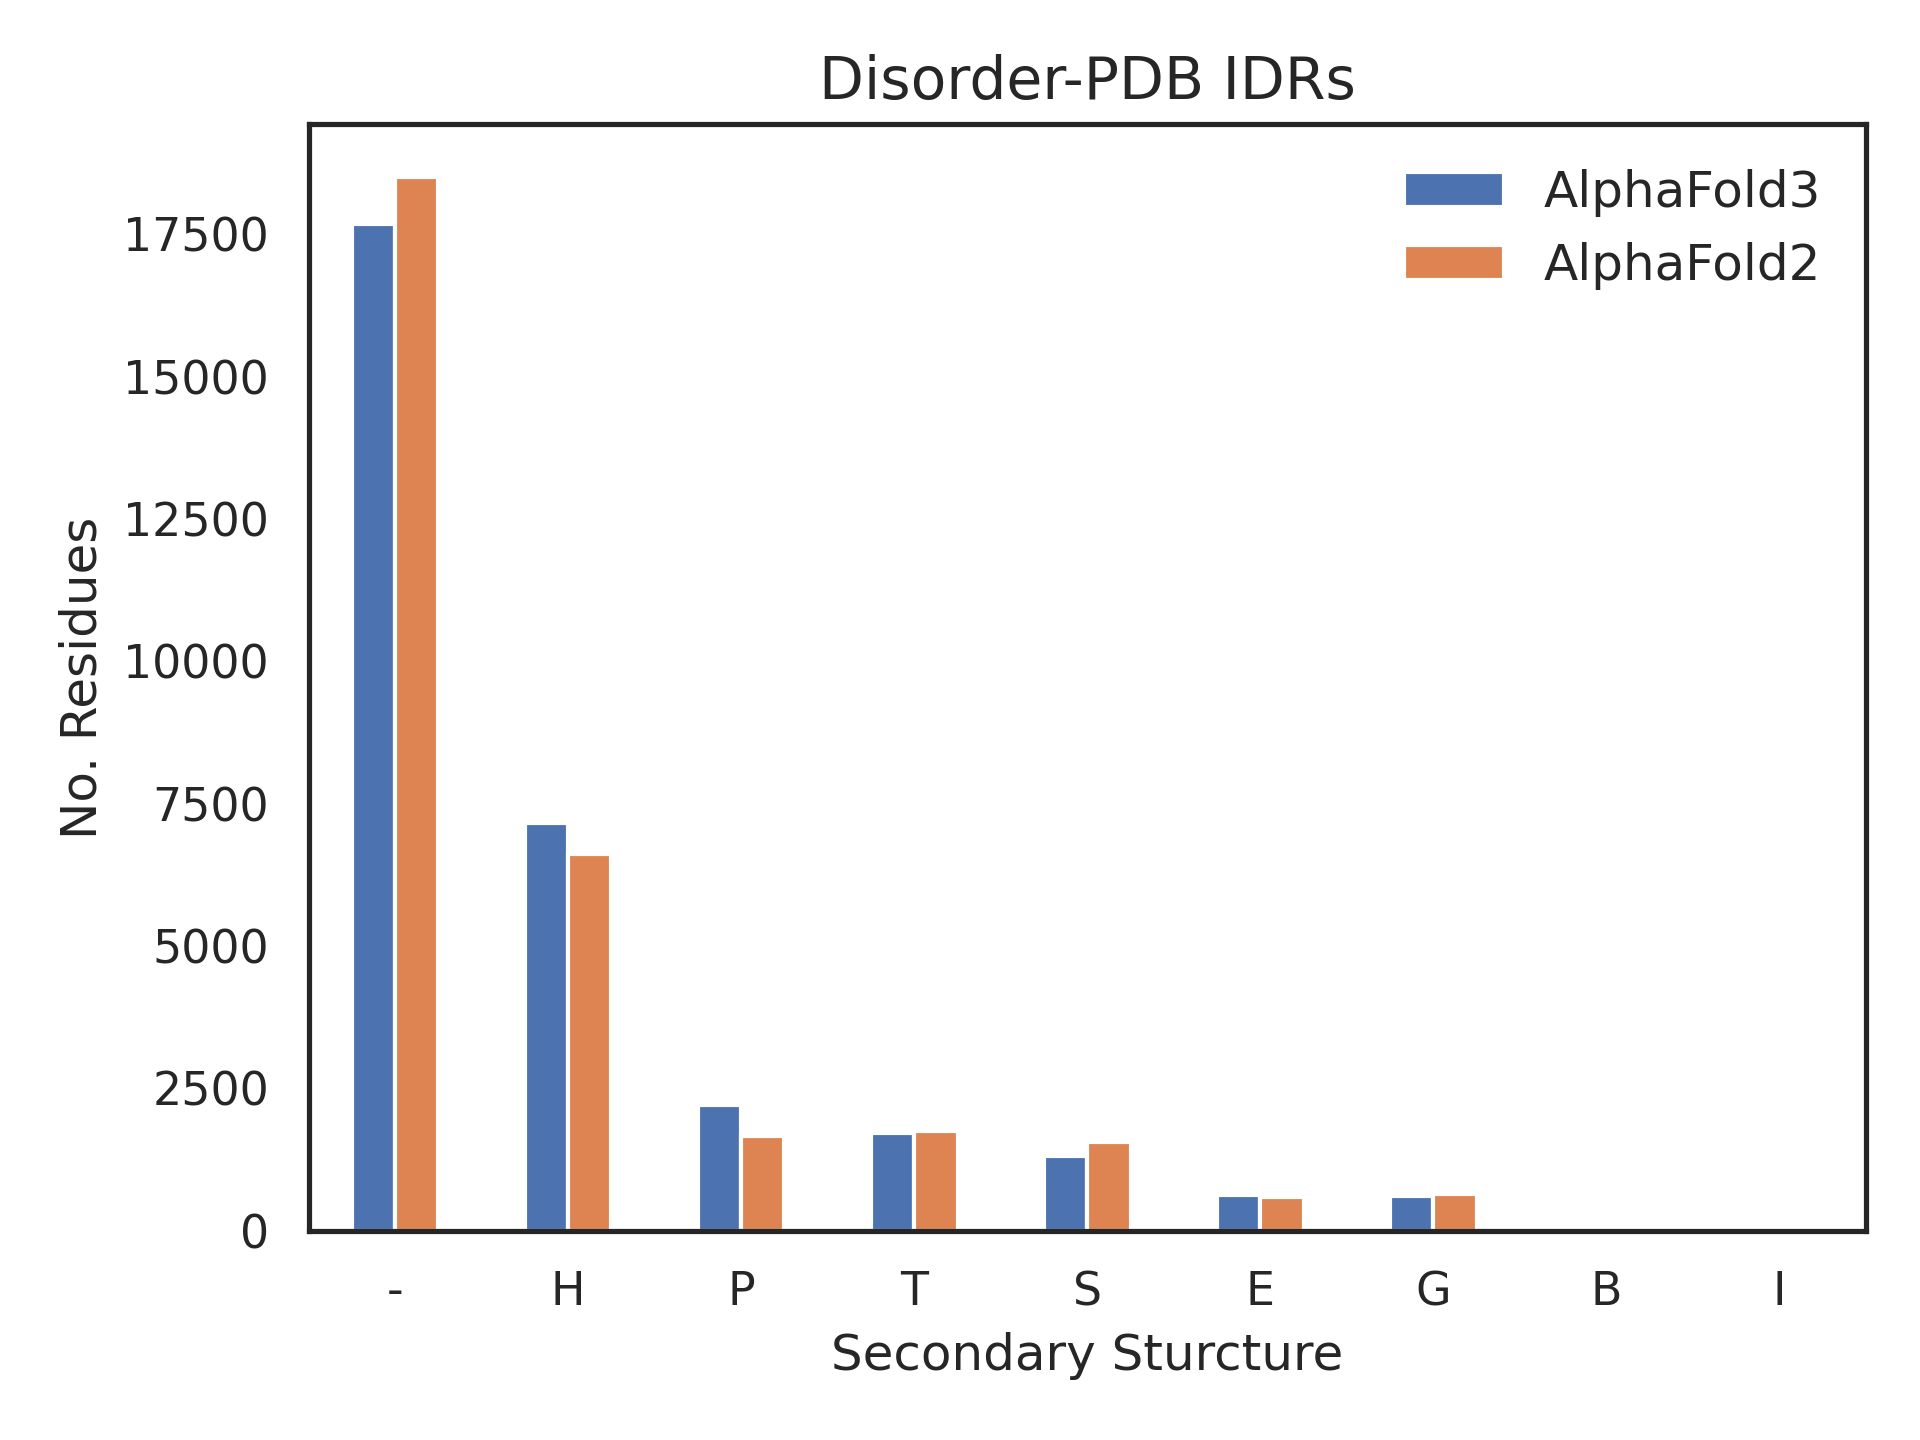 Disorder-PDB IDRs
AlphaFold3
AlphaFold2
No. Residues
17500
15000
12500
10000
7500
5000
2500
0
- H P T S E G B I
Secondary Sturcture